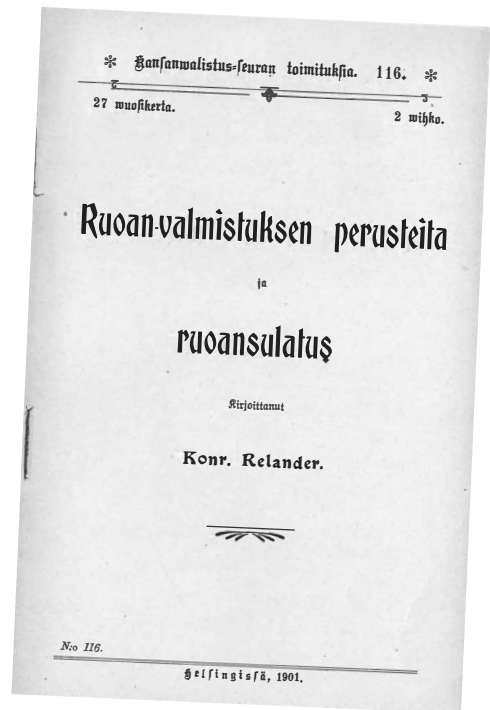 Kansanwalistus-seuran toimituksia. 116.
27 wuosikerta.
2 wihko.
Ruoan-valmistuksen perusteita
ja
ruoansulatus
Kirjoittanut
Konr. Relander.
N:o 116.
Helsingissä, 1901.